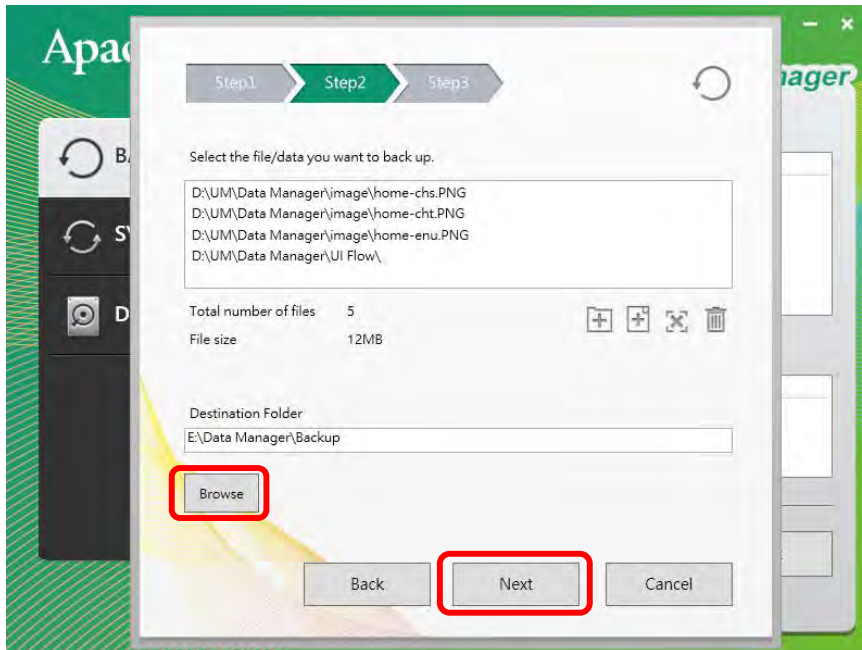 Apac
ager
Step1 Step2 Step3
BA
Select the file/data you want to back up.
D:\UM\Data Manager\image\home-chs.PNG
D:\UM\Data Manager\image\home-cht.PNG
D:\UM\Data Manager\image\home-enu.PNG
D:\UM\Data Manager\UI Flow\
SY
D
Total number of files 5
File size 12MB
Destination Folder
E:\Data Manager\Backup
Browse
Back Next Cancel